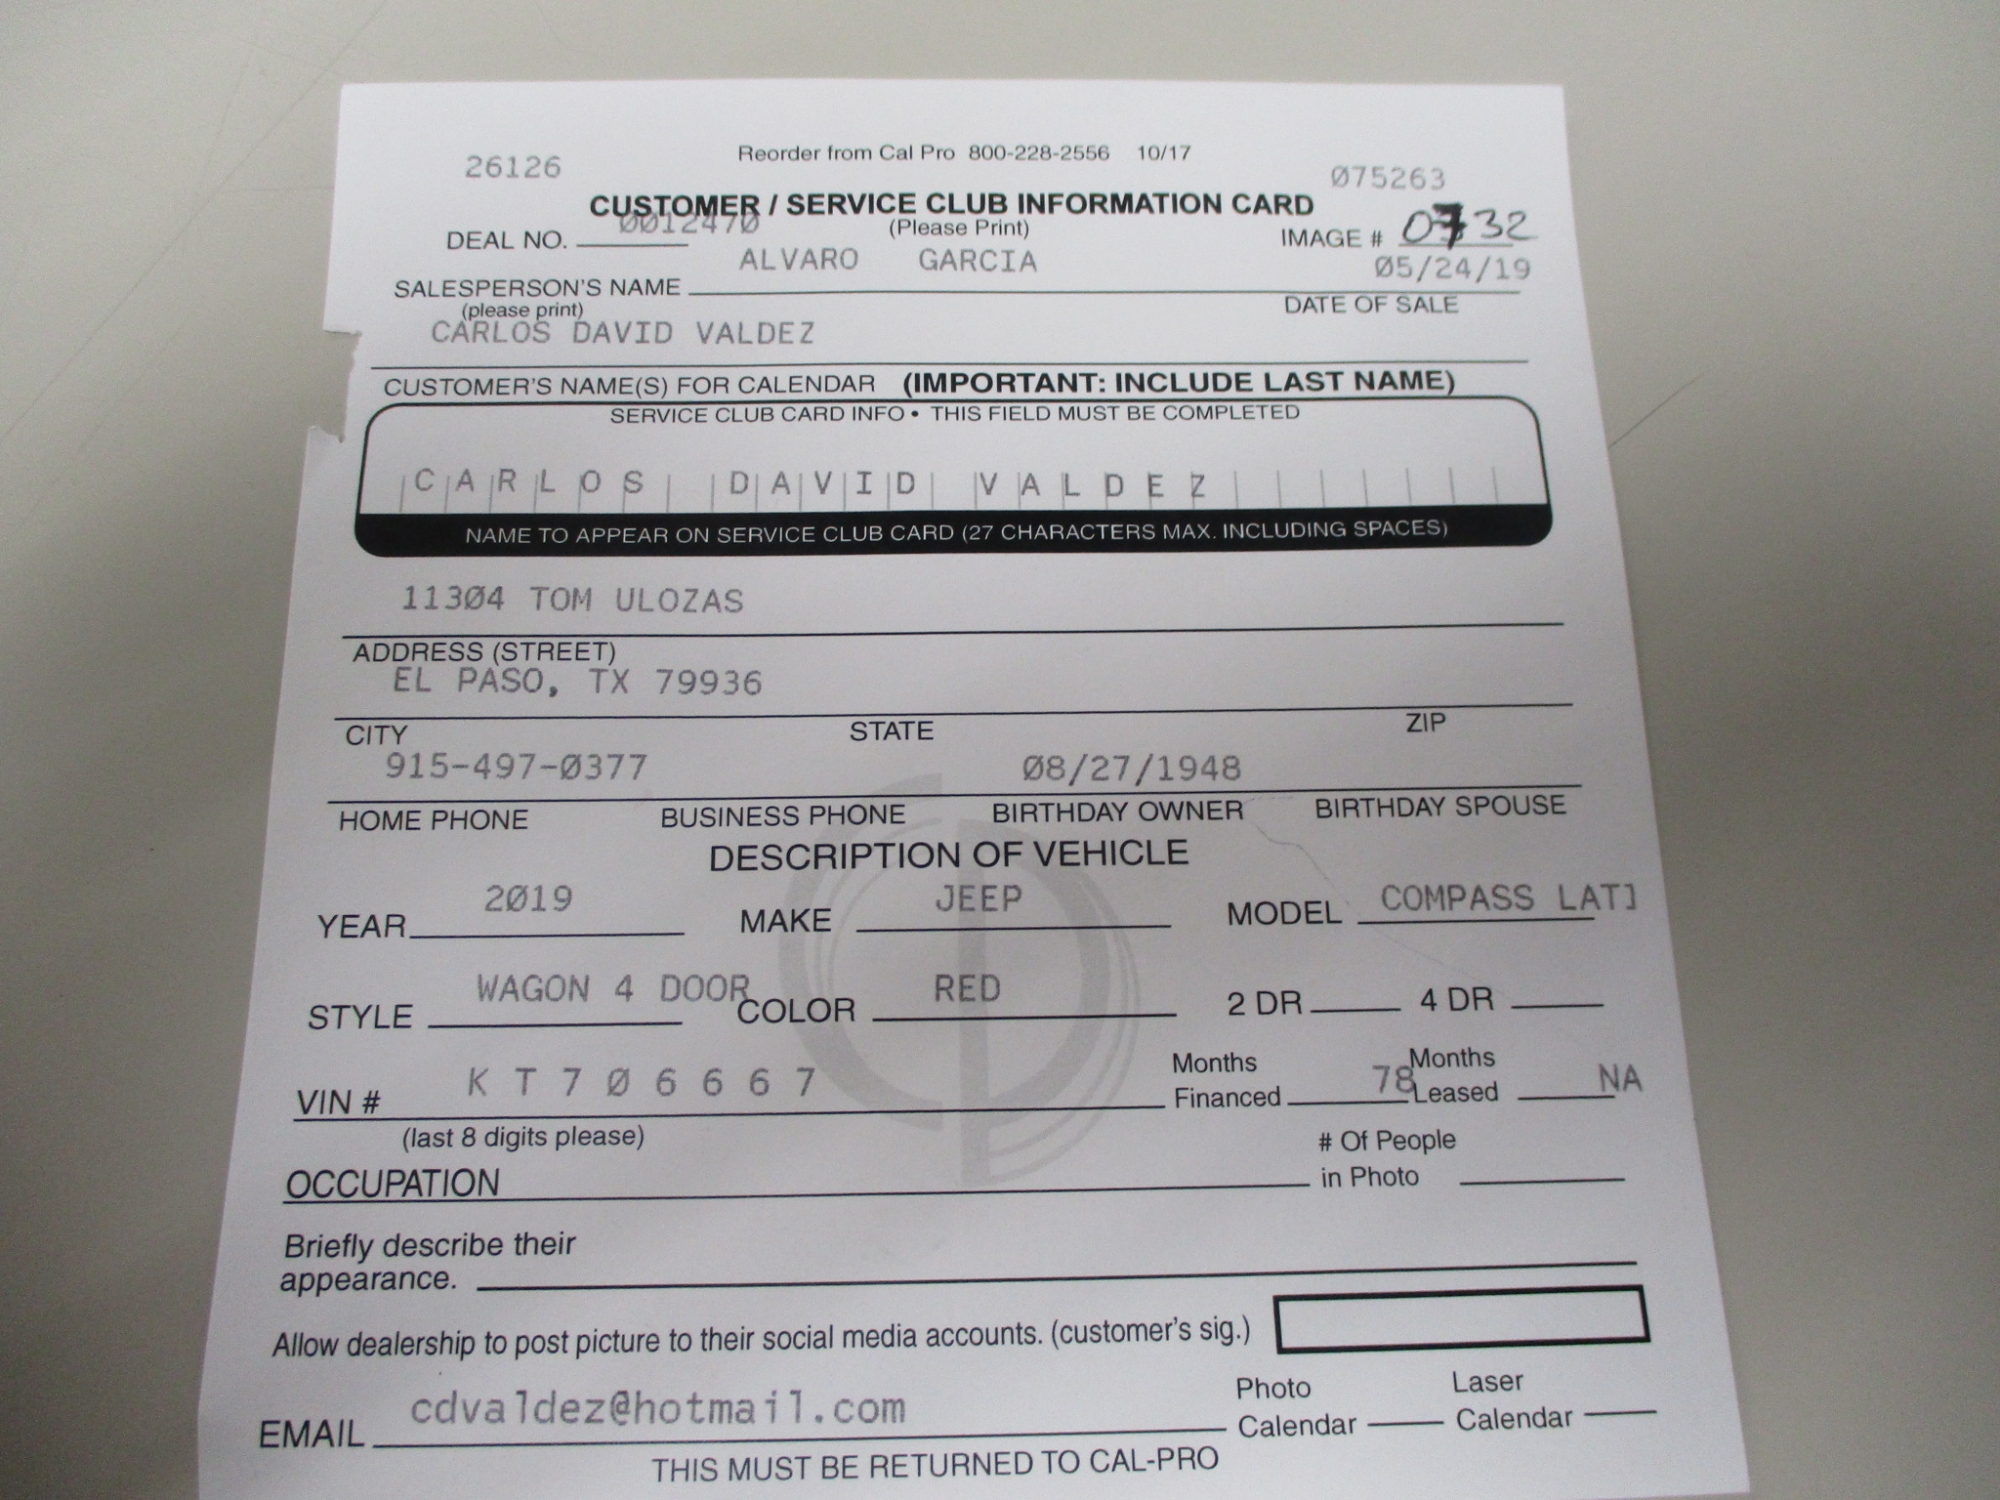 Reorder from Cal Pro 800-228-2556 10/17
26126
Ø75263
CUSTOMER / SERVICE CLUB INFORMATION CARD
(Please Print)
DEAL NO. ØØ1247Ø
IMAGE # 0732
ALVARO GARCIA
Ø5/24/19
SALESPERSON'S NAME
(please print)
DATE OF SALE
CARLOS DAVID VALDEZ
CUSTOMER'S NAME(S) FOR CALENDAR (IMPORTANT: INCLUDE LAST NAME)
SERVICE CLUB CARD INFO • THIS FIELD MUST BE COMPLETED
CARLOS DAVID VALDEZ
NAME TO APPEAR ON SERVICE CLUB CARD (27 CHARACTERS MAX. INCLUDING SPACES)
113Ø4 TOM ULOZAS
ADDRESS (STREET)
EL PASO, TX 79936
CITY STATE ZIP
915-497-Ø377 Ø8/27/1948
HOME PHONE BUSINESS PHONE BIRTHDAY OWNER BIRTHDAY SPOUSE
DESCRIPTION OF VEHICLE
YEAR 2Ø19 MAKE JEEP MODEL COMPASS LATI
STYLE WAGON 4 DOOR COLOR RED 2 DR 4 DR
VIN # K T 7 Ø 6 6 6 7 Months Financed 78 Months Leased NA
(last 8 digits please)
OCCUPATION # Of People in Photo
Briefly describe their
appearance.
Allow dealership to post picture to their social media accounts. (customer's sig.)
EMAIL cdvaldez@hotmail.com Photo Calendar Laser Calendar
THIS MUST BE RETURNED TO CAL-PRO